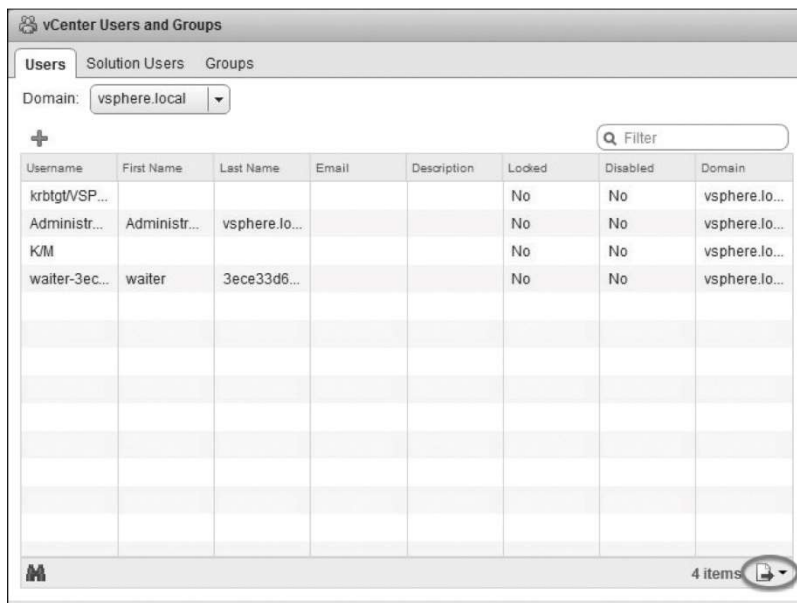 vCenter Users and Groups
Users Solution Users Groups
Domain: vsphere.local
Filter
Username First Name Last Name Email Description Locked Disabled Domain
krbtgt/VSP... No No vsphere.lo...
Administr... Administr... vsphere.lo... No No vsphere.lo...
K/M No No vsphere.lo...
waiter-3ec... waiter 3ece33d6... No No vsphere.lo...
4 items